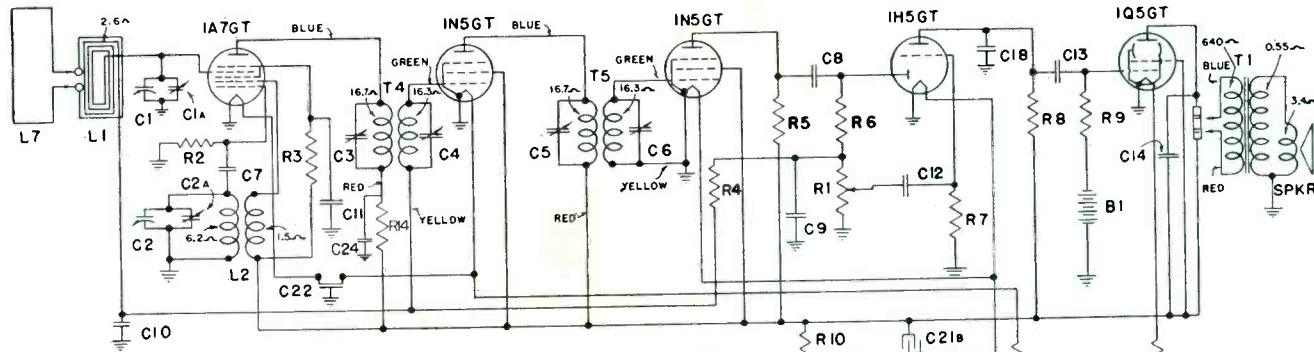 1A7GT
1N5GT
1N5GT
1H5GT
1Q5GT
2.6Ω
BLUE
BLUE
C18
C13
640Ω
0.55Ω
T1
BLUE
GREEN
GREEN
C8
T4
T5
16.7Ω
16.3Ω
16.7Ω
16.3Ω
3.4Ω
L7
L1
C1
C1A
R2
C7
R3
C3
C4
C5
C6
R5
R6
R8
R9
C14
RED
SPKR
C2A
C2
6.2Ω
1.5Ω
L2
C11
RED
R14
YELLOW
C24
YELLOW
RED
R4
R1
C12
C9
R7
B1
C22
C10
R10
C21B